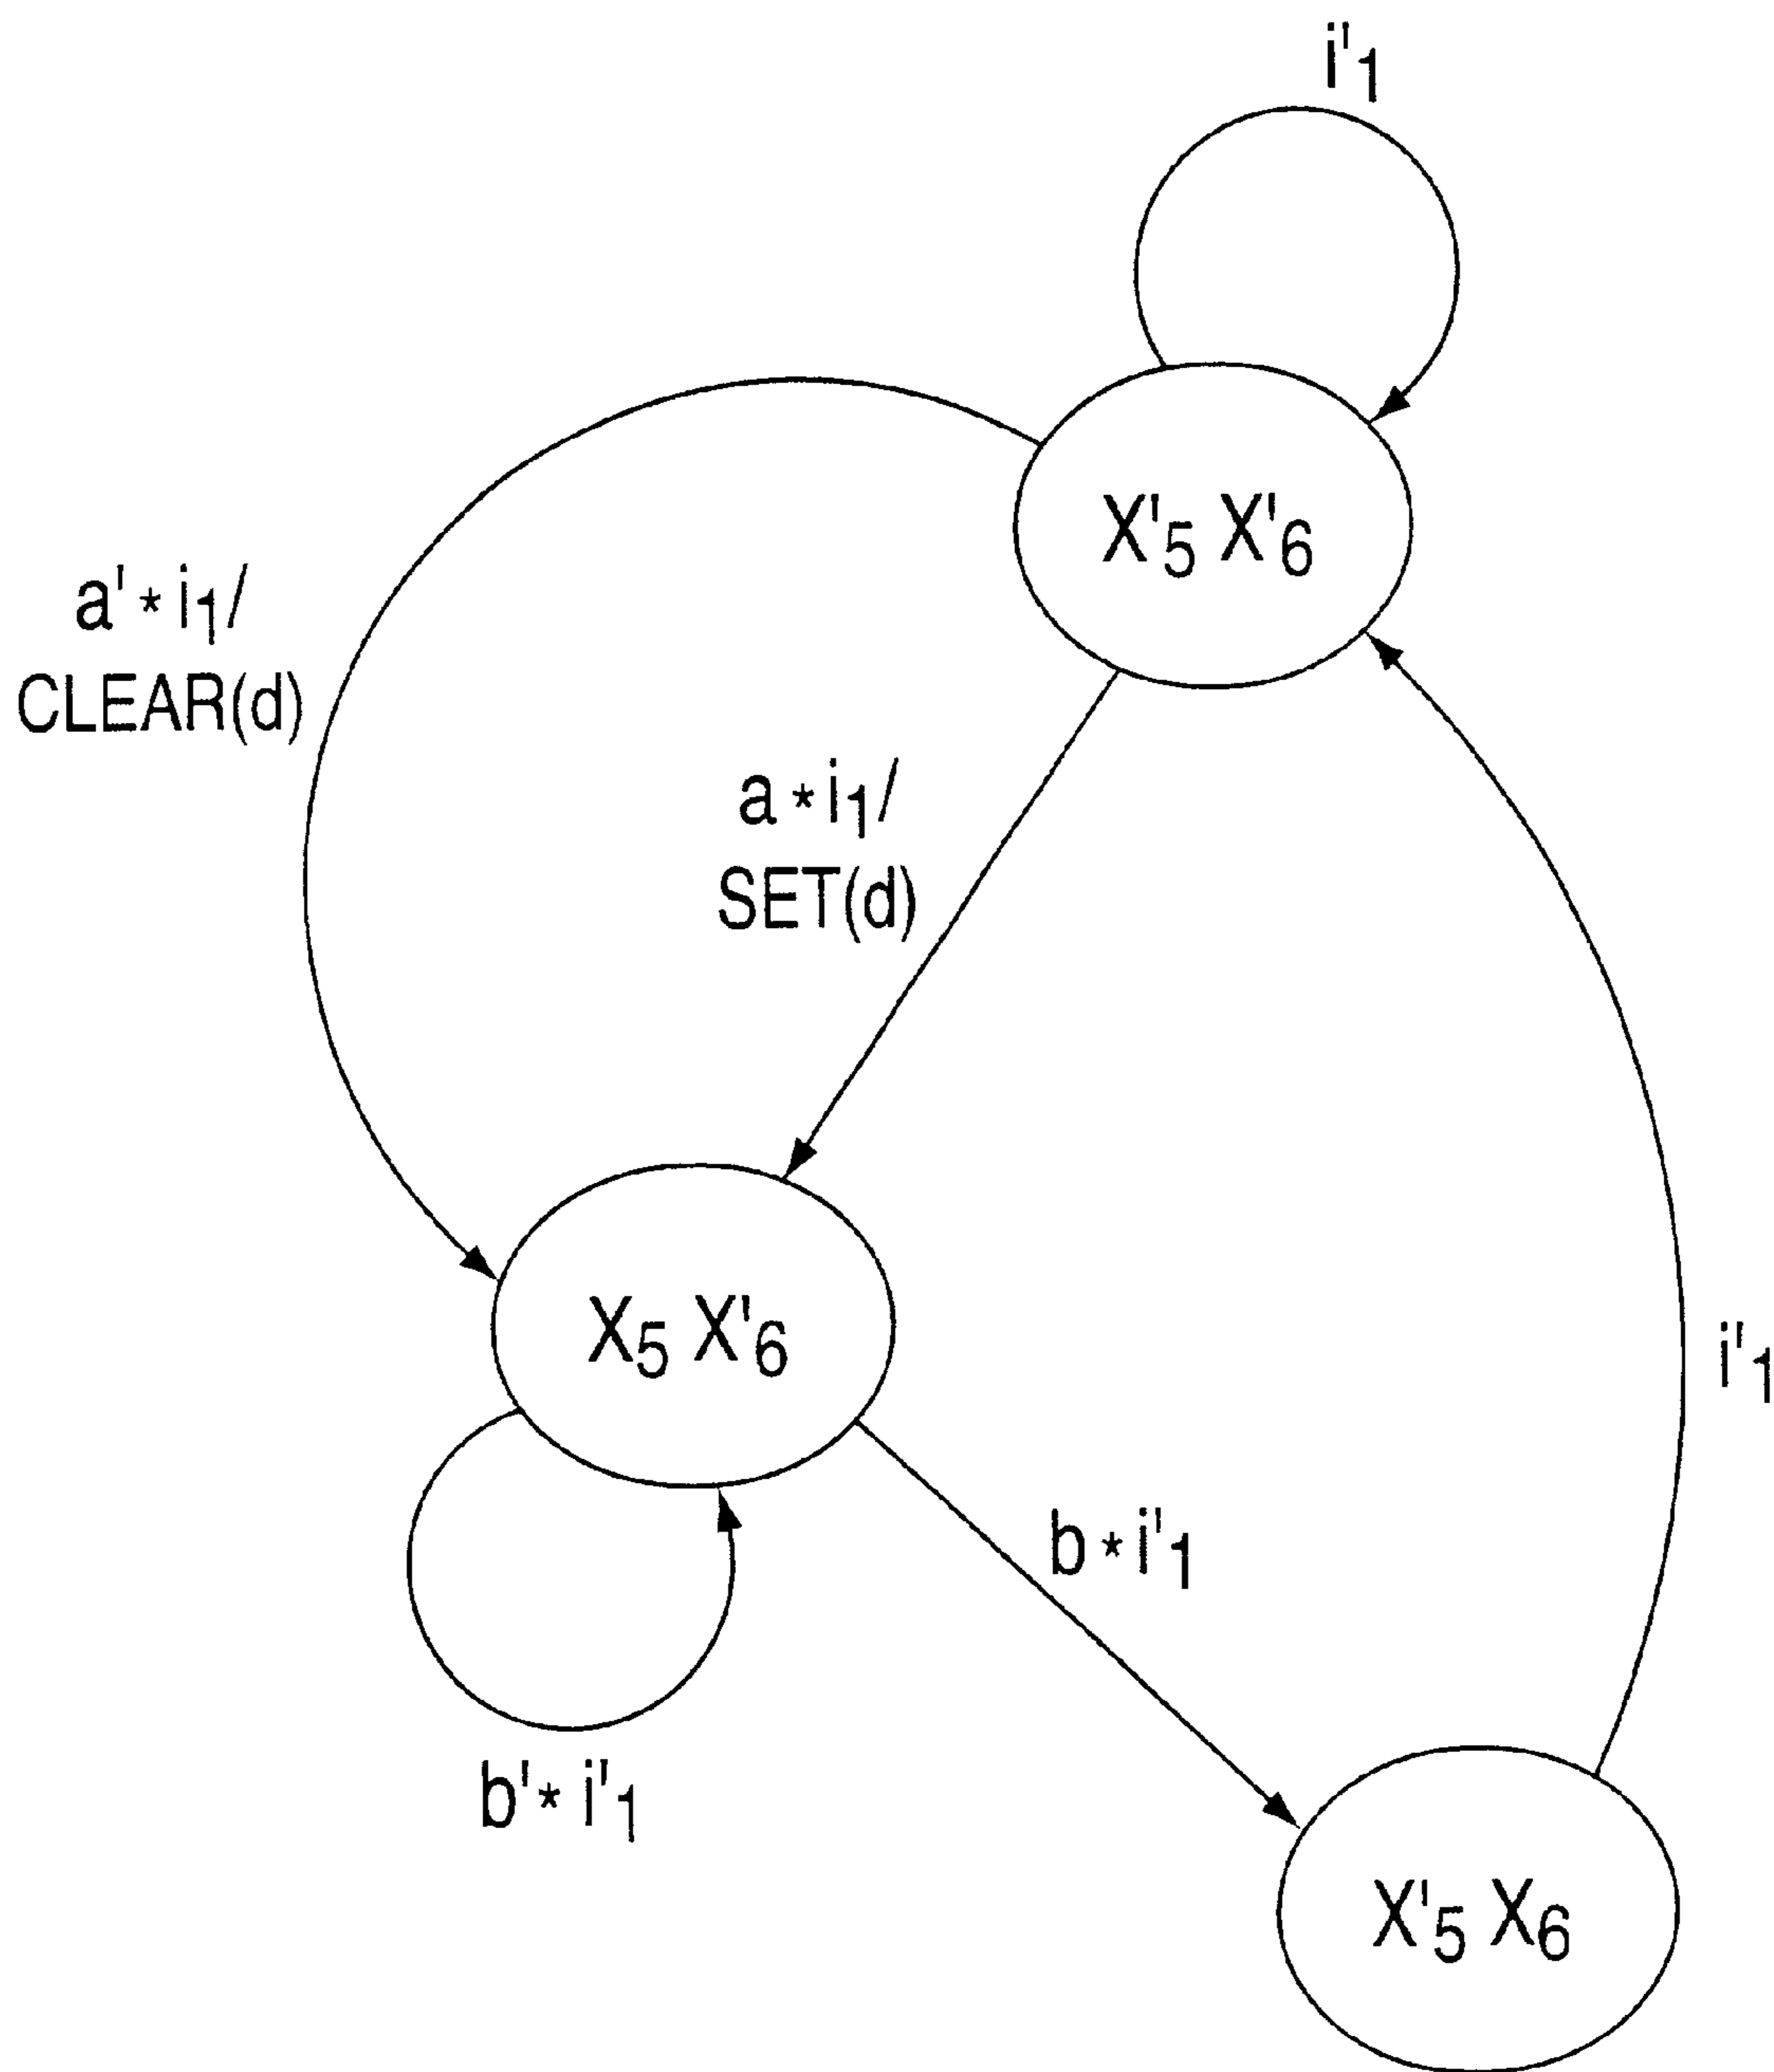 i'1
X'5 X'6
a' * i1/
CLEAR(d)
a * i1/
SET(d)
X5 X'6
i'1
b * i'1
b' * i'1
X'5 X6